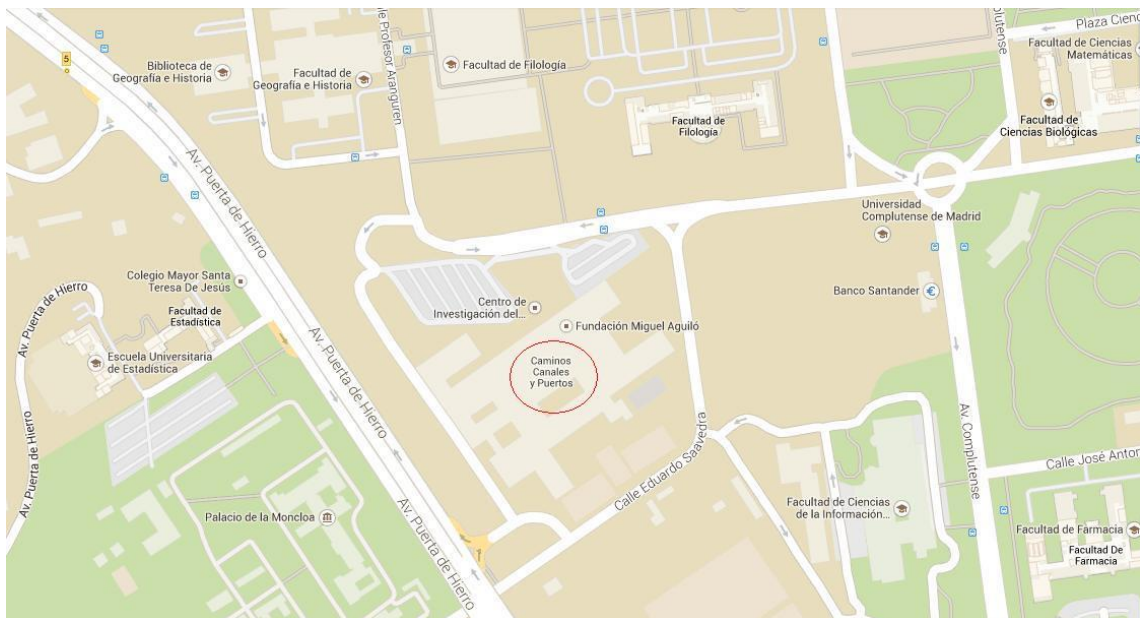 5
Biblioteca de
Geografía e Historia
Facultad de
Geografía e Historia
Calle Profesor Aranguren
Facultad de Filología
Facultad de
Filología
Complutense
Plaza Cienc
Facultad de Ciencias
Matemáticas
Facultad de
Ciencias Biológicas
Av. Puerta de Hierro
Universidad
Complutense de Madrid
Colegio Mayor Santa
Teresa De Jesús
Facultad de
Estadística
Av. Puerta de Hierro
Escuela Universitaria
de Estadística
Centro de
Investigación del...
Fundación Miguel Aguiló
Banco Santander
€
Av. Puerta de Hierro
Caminos
Canales
y Puertos
Av. Puerta de Hierro
Av. Complutense
Calle Eduardo Saavedra
Calle José Anton
Palacio de la Moncloa
Facultad de Ciencias
de la Información...
Av. Puerta de Hierro
Facultad de Farmacia
Facultad De
Farmacia